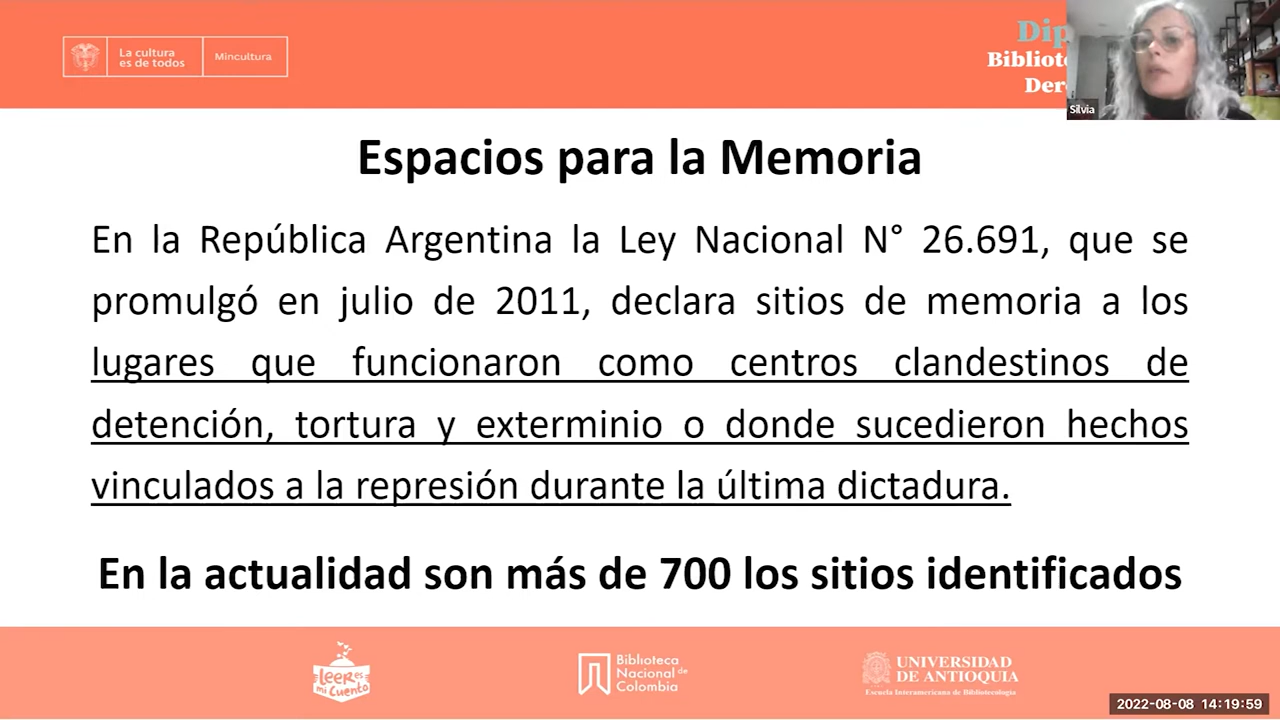 La cultura
es de todos
Mincultura
Silvia
Espacios para la Memoria
En la República Argentina la Ley Nacional N° 26.691, que se
promulgó en julio de 2011, declara sitios de memoria a los
lugares que funcionaron como centros clandestinos de
detención, tortura y exterminio o donde sucedieron hechos
vinculados a la represión durante la última dictadura.
En la actualidad son más de 700 los sitios identificados
Leer es
mi cuento
Biblioteca
Nacional de
Colombia
UNIVERSIDAD
DE ANTIOQUIA
Escuela Interamericana de Bibliotecología
2022-08-08 14:19:59